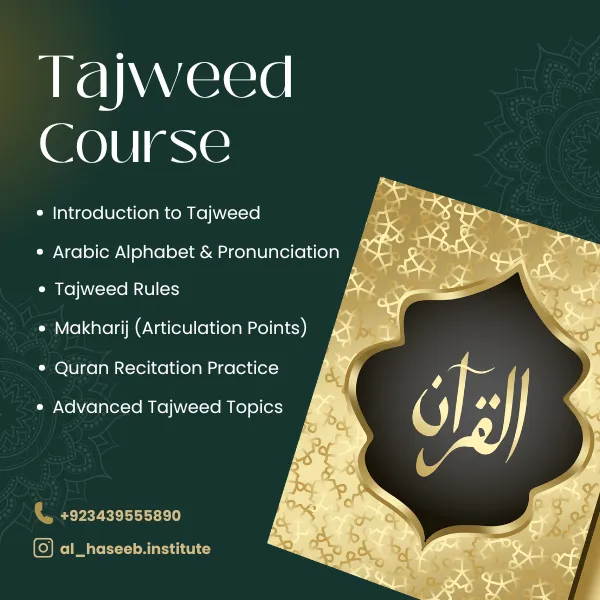 Tajweed
Course
• Introduction to Tajweed
• Arabic Alphabet & Pronunciation
• Tajweed Rules
• Makharij (Articulation Points)
• Quran Recitation Practice
• Advanced Tajweed Topics
القرآن
+923439555890
al_haseeb.institute